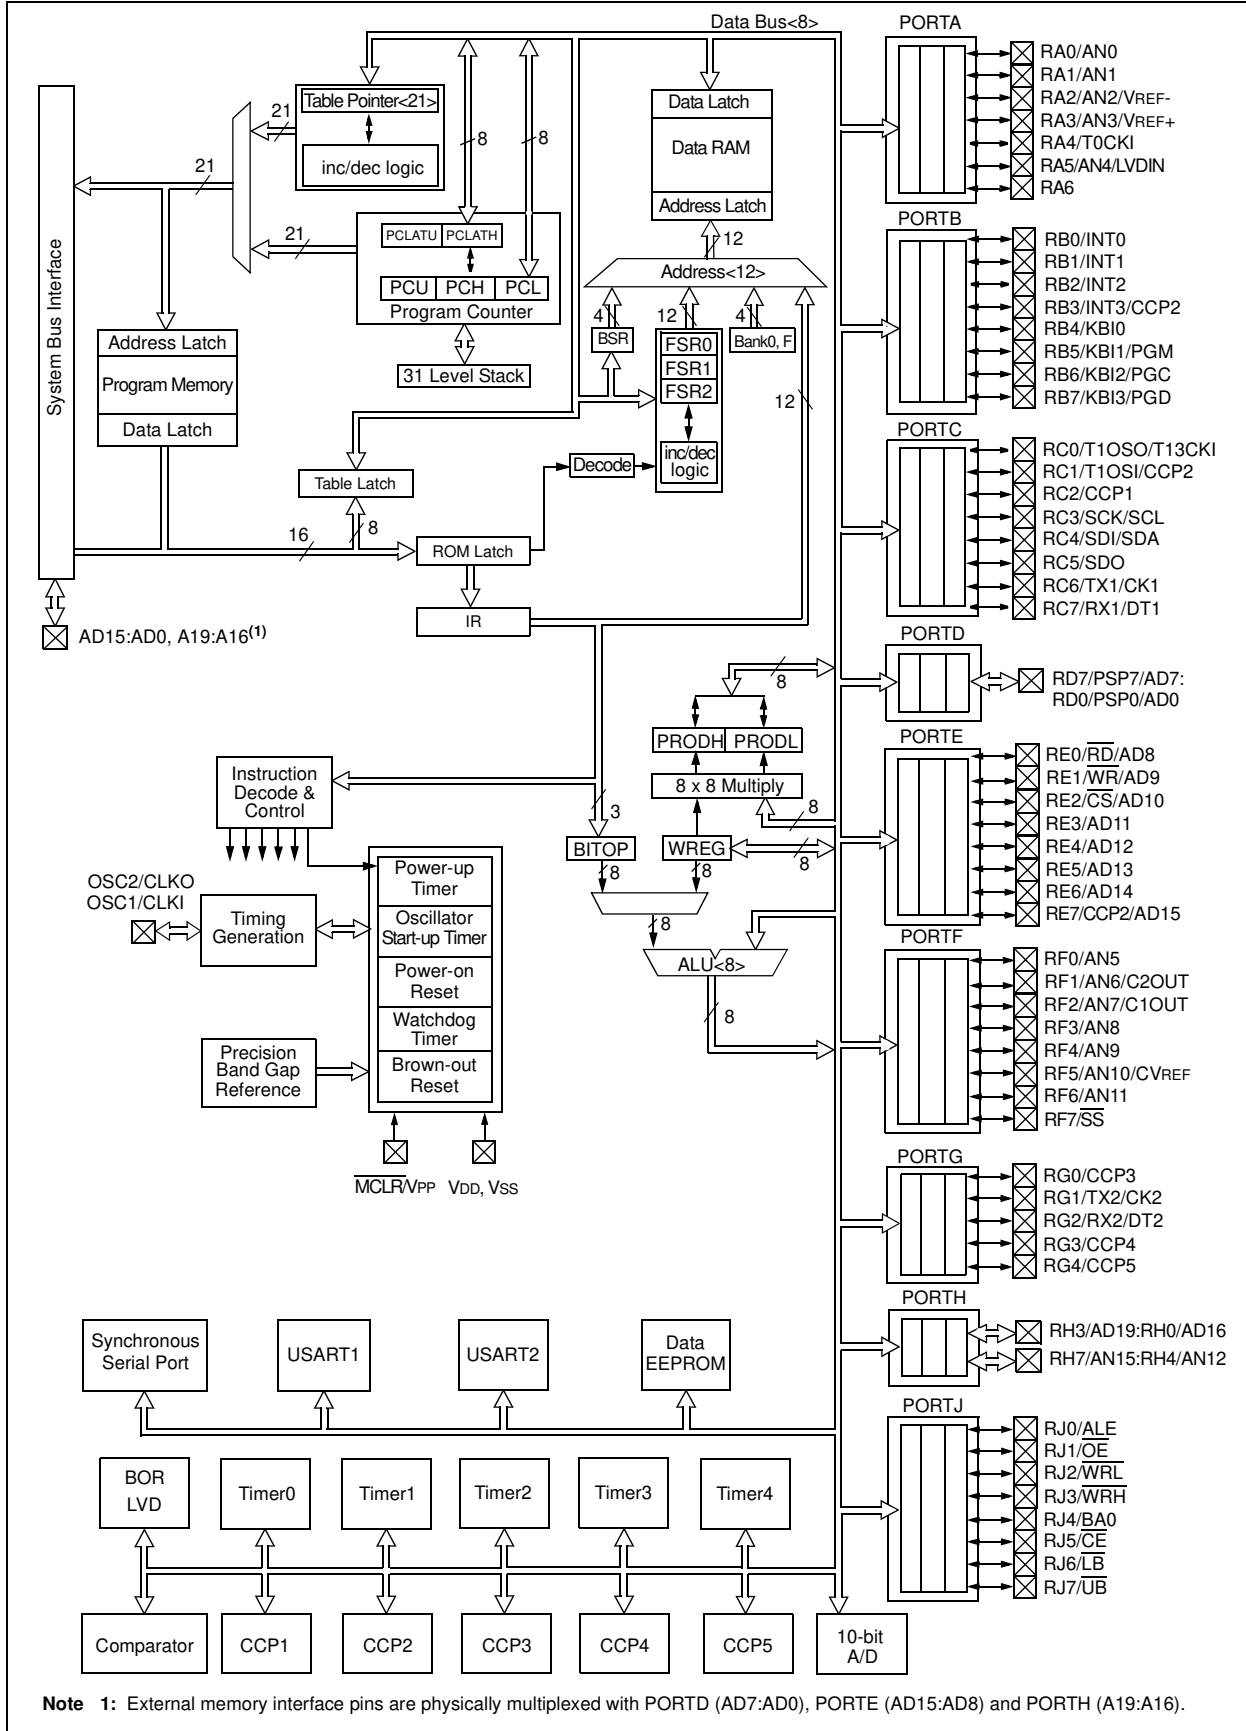 Data Bus<8>
PORTA
RA0/AN0
RA1/AN1
RA2/AN2/VREF-
RA3/AN3/VREF+
RA4/T0CKI
RA5/AN4/LVDIN
RA6
21
Table Pointer<21>
inc/dec logic
8
8
Data Latch
Data RAM
Address Latch
21
System Bus Interface
21
PCLATU
PCLATH
PCU
PCH
PCL
Program Counter
31 Level Stack
12
Address<12>
4
12
4
BSR
FSR0
FSR1
FSR2
Bank0, F
inc/dec
logic
12
Decode
PORTB
RB0/INT0
RB1/INT1
RB2/INT2
RB3/INT3/CCP2
RB4/KBI0
RB5/KBI1/PGM
RB6/KBI2/PGC
RB7/KBI3/PGD
Address Latch
Program Memory
Data Latch
Table Latch
16
8
ROM Latch
IR
AD15:AD0, A19:A16(1)
PORTC
RC0/T1OSO/T13CKI
RC1/T1OSI/CCP2
RC2/CCP1
RC3/SCK/SCL
RC4/SDI/SDA
RC5/SDO
RC6/TX1/CK1
RC7/RX1/DT1
PORTD
RD7/PSP7/AD7:
RD0/PSP0/AD0
8
PRODH
PRODL
8 x 8 Multiply
8
3
BITOP
WREG
8
8
8
8
ALU<8>
8
PORTE
RE0/RD/AD8
RE1/WR/AD9
RE2/CS/AD10
RE3/AD11
RE4/AD12
RE5/AD13
RE6/AD14
RE7/CCP2/AD15
Instruction
Decode &
Control
OSC2/CLKO
OSC1/CLKI
Timing
Generation
Power-up
Timer
Oscillator
Start-up Timer
Power-on
Reset
Watchdog
Timer
Brown-out
Reset
Precision
Band Gap
Reference
MCLR/VPP
VDD, VSS
PORTF
RF0/AN5
RF1/AN6/C2OUT
RF2/AN7/C1OUT
RF3/AN8
RF4/AN9
RF5/AN10/CVREF
RF6/AN11
RF7/SS
PORTG
RG0/CCP3
RG1/TX2/CK2
RG2/RX2/DT2
RG3/CCP4
RG4/CCP5
PORTH
RH3/AD19:RH0/AD16
RH7/AN15:RH4/AN12
Synchronous
Serial Port
USART1
USART2
Data
EEPROM
PORTJ
RJ0/ALE
RJ1/OE
RJ2/WRL
RJ3/WRH
RJ4/BA0
RJ5/CE
RJ6/LB
RJ7/UB
BOR
LVD
Timer0
Timer1
Timer2
Timer3
Timer4
Comparator
CCP1
CCP2
CCP3
CCP4
CCP5
10-bit
A/D
Note 1: External memory interface pins are physically multiplexed with PORTD (AD7:AD0), PORTE (AD15:AD8) and PORTH (A19:A16).